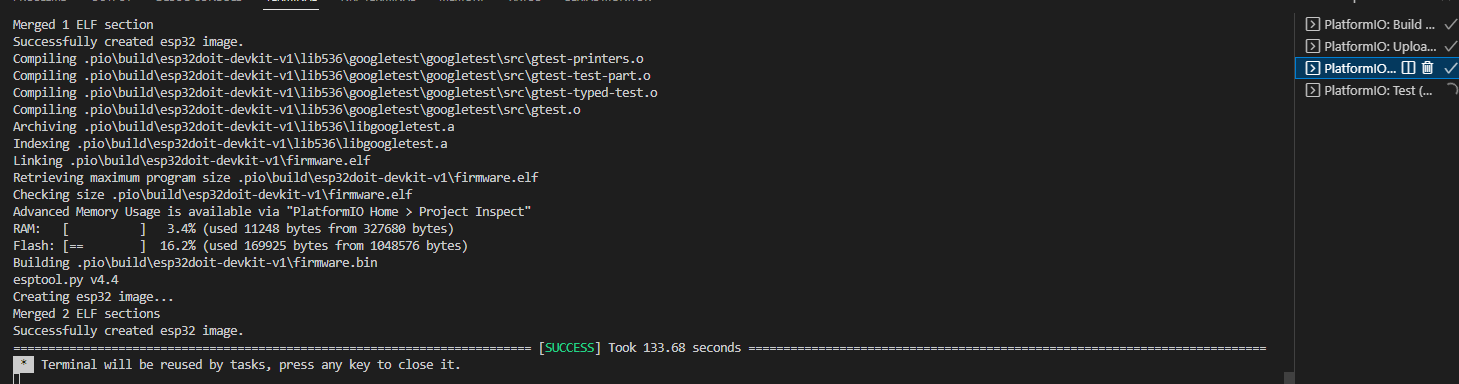 Merged 1 ELF section
Successfully created esp32 image.
Compiling .pio\build\esp32doit-devkit-v1\lib536\googletest\googletest\src\gtest-printers.o
Compiling .pio\build\esp32doit-devkit-v1\lib536\googletest\googletest\src\gtest-test-part.o
Compiling .pio\build\esp32doit-devkit-v1\lib536\googletest\googletest\src\gtest-typed-test.o
Compiling .pio\build\esp32doit-devkit-v1\lib536\googletest\googletest\src\gtest.o
Archiving .pio\build\esp32doit-devkit-v1\lib536\libgoogletest.a
Indexing .pio\build\esp32doit-devkit-v1\lib536\libgoogletest.a
Linking .pio\build\esp32doit-devkit-v1\firmware.elf
Retrieving maximum program size .pio\build\esp32doit-devkit-v1\firmware.elf
Checking size .pio\build\esp32doit-devkit-v1\firmware.elf
Advanced Memory Usage is available via "PlatformIO Home > Project Inspect"
RAM:   [          ]   3.4% (used 11248 bytes from 327680 bytes)
Flash: [==        ]  16.2% (used 169925 bytes from 1048576 bytes)
Building .pio\build\esp32doit-devkit-v1\firmware.bin
esptool.py v4.4
Creating esp32 image...
Merged 2 ELF sections
Successfully created esp32 image.
========================================================================== [SUCCESS] Took 133.68 seconds ==========================================================================
* Terminal will be reused by tasks, press any key to close it.
PlatformIO: Build ...
PlatformIO: Uploa...
PlatformIO...
PlatformIO: Test (...